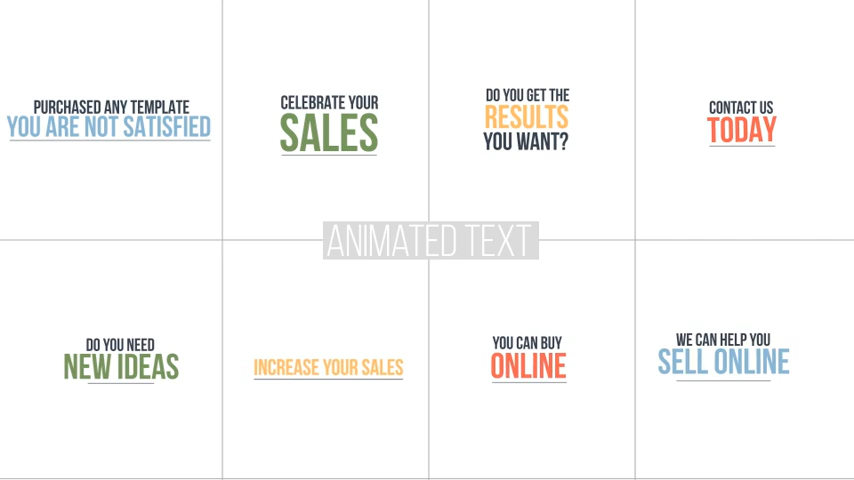 PURCHASED ANY TEMPLATE
YOU ARE NOT SATISFIED
CELEBRATE YOUR
SALES
DO YOU GET THE
RESULTS
YOU WANT?
CONTACT US
TODAY
ANIMATED TEXT
DO YOU NEED
NEW IDEAS
INCREASE YOUR SALES
YOU CAN BUY
ONLINE
WE CAN HELP YOU
SELL ONLINE